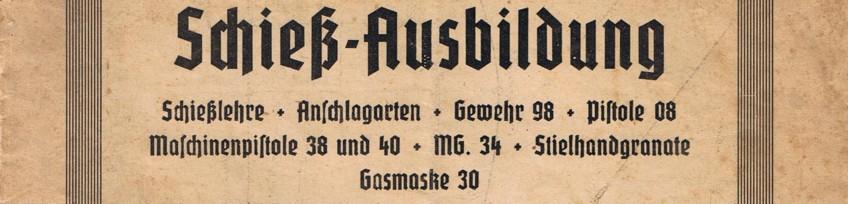 Schieß-Ausbildung
Schießlehre + Anſchlagarten + Gewehr 98 + Piſtole 08
Maſchinenpiſtole 38 und 40 + MG. 34 + Stielhandgranate
Gasmaske 30